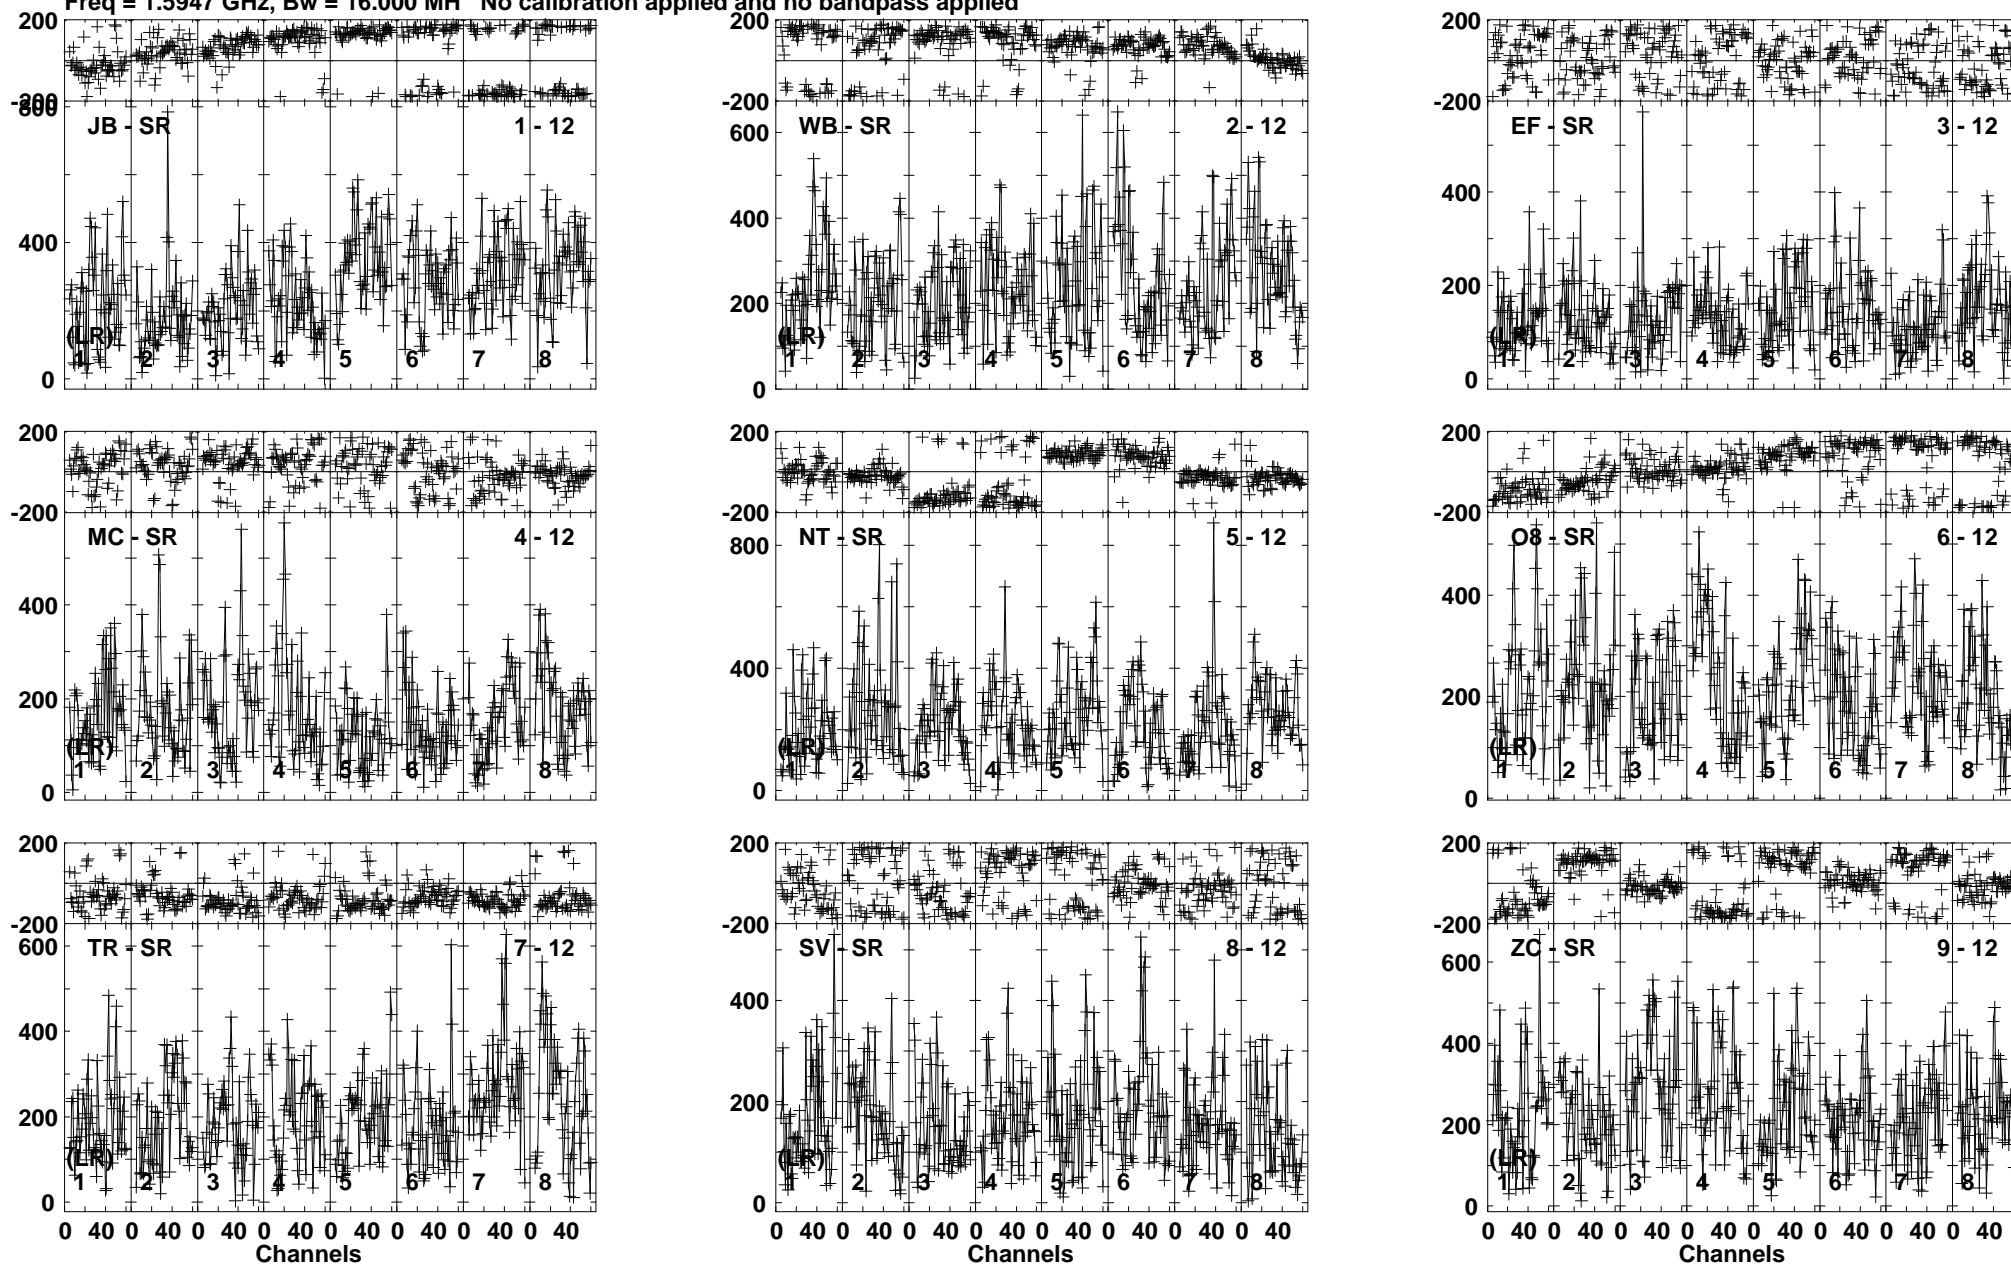 Freq = 1.5947 GHz, Bw = 16.000 MH No calibration applied and no bandpass applied
200 200 200
-200 -200 -200
800
JB - SR 1 - 12 WB - SR 2 - 12 EF - SR 3 - 12
600
400 400 400
200 200
(LR) (LR) (LR)
1 2 3 4 5 6 7 8 1 2 3 4 5 6 7 8 1 2 3 4 5 6 7 8
0 0 0
200 200 200
-200 -200 -200
MC - SR 4 - 12 NT - SR 5 - 12 O8 - SR 6 - 12
800
400 400 400
200 200
(LR) (LR) (LR)
1 2 3 4 5 6 7 8 1 2 3 4 5 6 7 8 1 2 3 4 5 6 7 8
0 0 0
200 200 200
-200 -200 -200
TR - SR 7 - 12 SV - SR 8 - 12 ZC - SR 9 - 12
600 600
400 400 400
200 200 200
(LR) (LR) (LR)
1 2 3 4 5 6 7 8 1 2 3 4 5 6 7 8 1 2 3 4 5 6 7 8
0 0 0
0 40 0 40 0 40 0 40 0 40 0 40 0 40 0 40 0 40 0 40 0 40 0 40 0 40 0 40 0 40 0 40 0 40 0 40 0 40 0 40 0 40 0 40 0 40 0 40
Channels Channels Channels